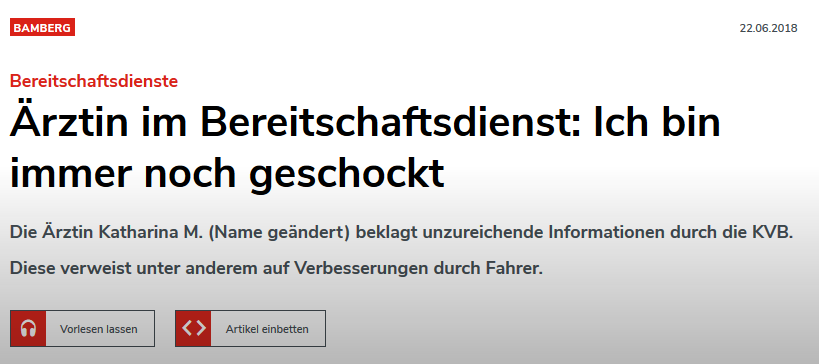 BAMBERG
22.06.2018
Bereitschaftsdienste
Ärztin im Bereitschaftsdienst: Ich bin
immer noch geschockt
Die Ärztin Katharina M. (Name geändert) beklagt unzureichende Informationen durch die KVB.
Diese verweist unter anderem auf Verbesserungen durch Fahrer.
Vorlesen lassen
Artikel einbetten